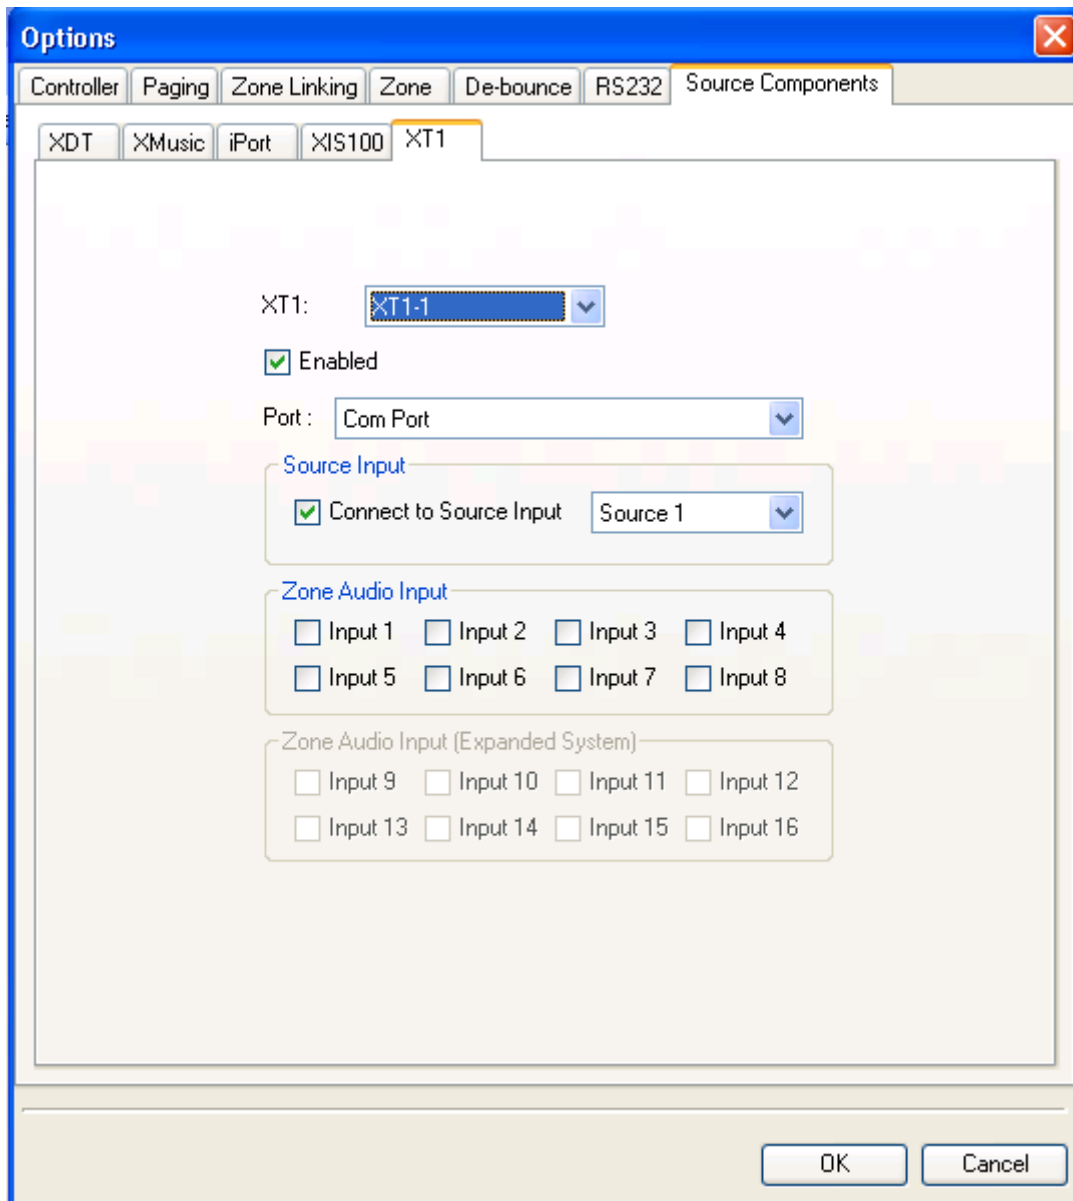 Options
Controller Paging Zone Linking Zone De-bounce RS232 Source Components
XDT XMusic iPort XIS100 XT1
XT1: XT1-1
Enabled
Port : Com Port
Source Input
Connect to Source Input Source 1
Zone Audio Input
Input 1 Input 2 Input 3 Input 4
Input 5 Input 6 Input 7 Input 8
Zone Audio Input (Expanded System)
Input 9 Input 10 Input 11 Input 12
Input 13 Input 14 Input 15 Input 16
OK Cancel